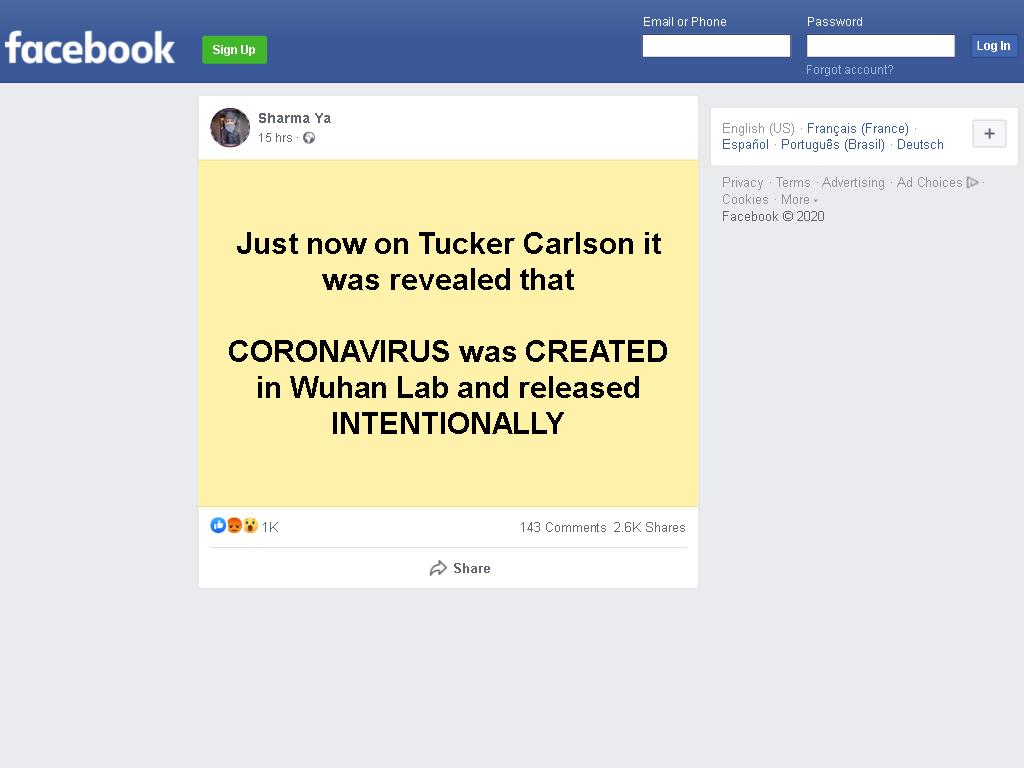 facebook
Sign Up
Email or Phone
Password
Log In
Forgot account?
Sharma Ya
15 hrs ·
Just now on Tucker Carlson it
was revealed that
CORONAVIRUS was CREATED
in Wuhan Lab and released
INTENTIONALLY
1K
143 Comments 2.6K Shares
Share
English (US) · Français (France) ·
Español · Português (Brasil) · Deutsch
+
Privacy · Terms · Advertising · Ad Choices ·
Cookies · More
Facebook © 2020